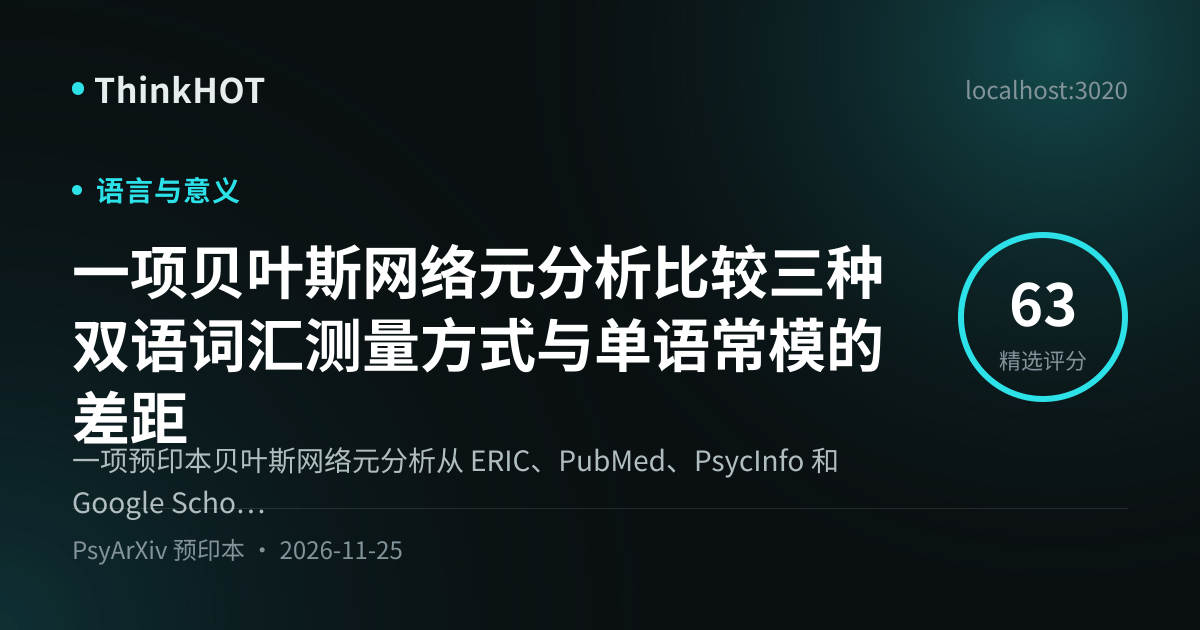 ThinkHOT
localhost:3020
语言与意义
一项贝叶斯网络元分析比较三种
双语词汇测量方式与单语常模的
差距
63
精选评分
一项预印本贝叶斯网络元分析从 ERIC、PubMed、PsycInfo 和
Google Scho…
PsyArXiv 预印本 · 2026-11-25